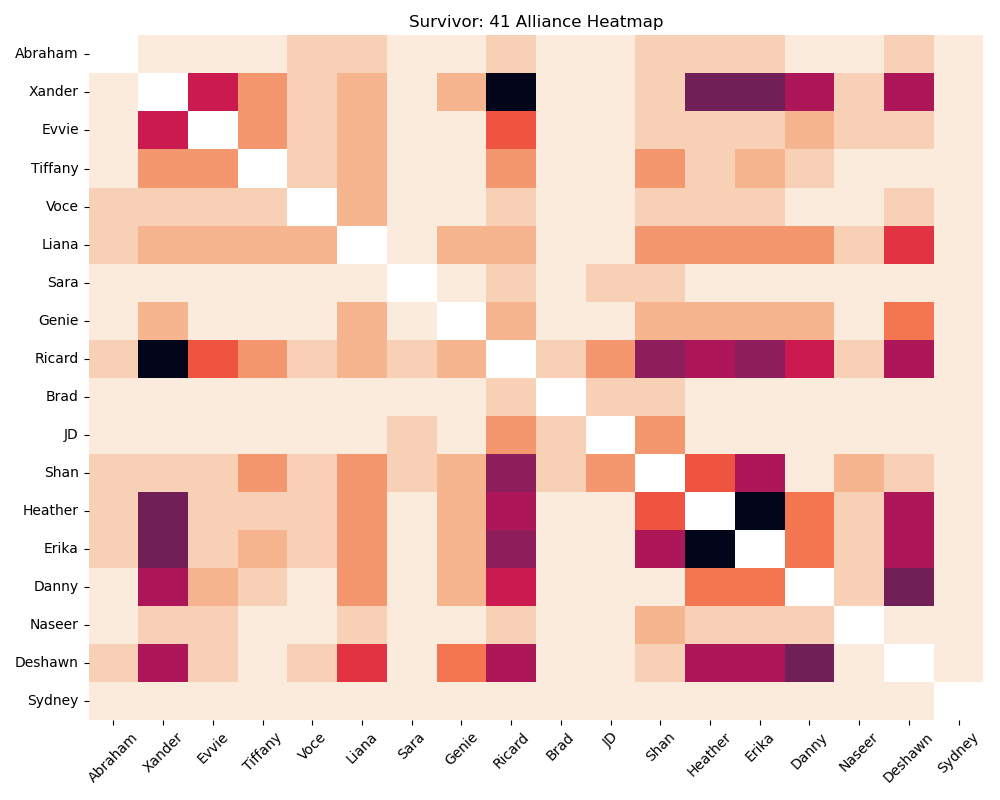 Survivor: 41 Alliance Heatmap
Abraham
Xander
Evvie
Tiffany
Voce
Liana
Sara
Genie
Ricard
Brad
JD
Shan
Heather
Erika
Danny
Naseer
Deshawn
Sydney
Abraham Xander Evvie Tiffany Voce Liana Sara Genie Ricard Brad JD Shan Heather Erika Danny Naseer Deshawn Sydney